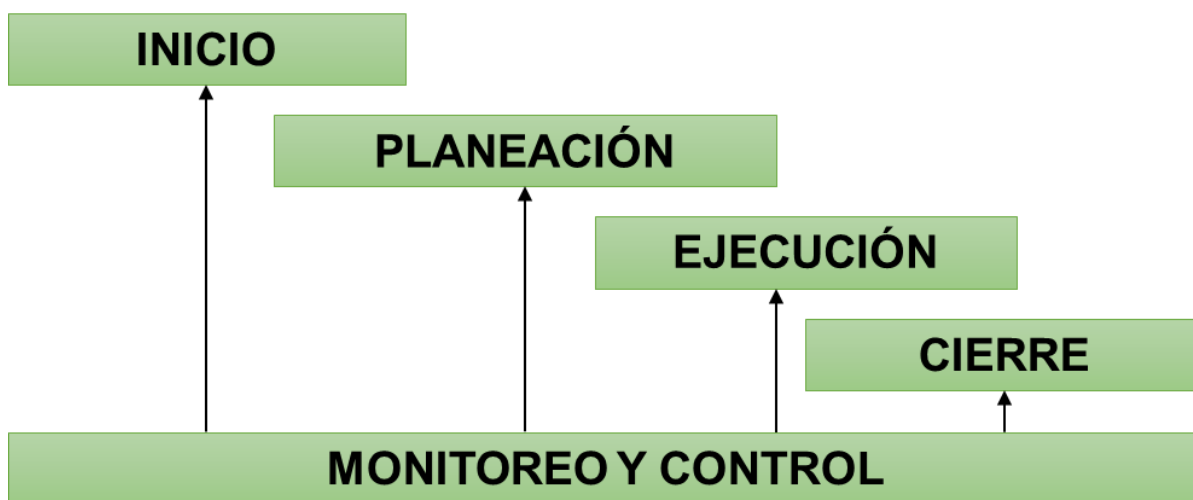 INICIO
PLANEACIÓN
EJECUCIÓN
CIERRE
MONITOREO Y CONTROL